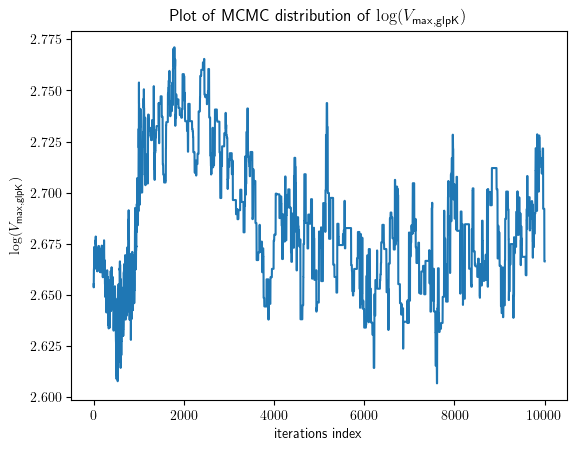 Plot of MCMC distribution of log(V_max,glpK)
2.775
2.750
2.725
2.700
2.675
2.650
2.625
2.600
log(V_max,glpK)
0 2000 4000 6000 8000 10000
iterations index